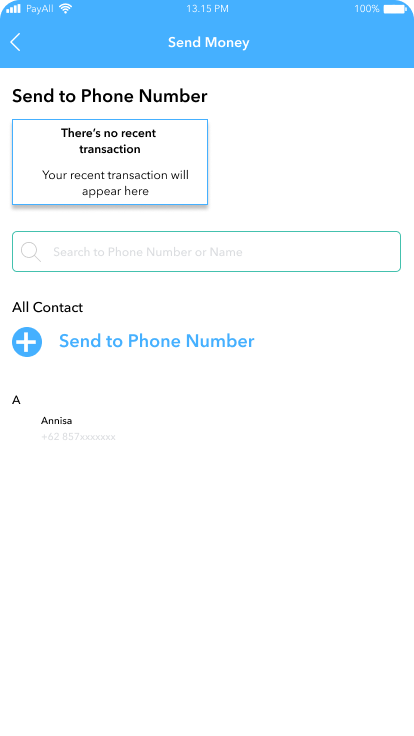 PayAll 13.15 PM 100%
Send Money
Send to Phone Number
There's no recent
transaction
Your recent transaction will
appear here
Search to Phone Number or Name
All Contact
Send to Phone Number
A
Annisa
+62 857xxxxxxx